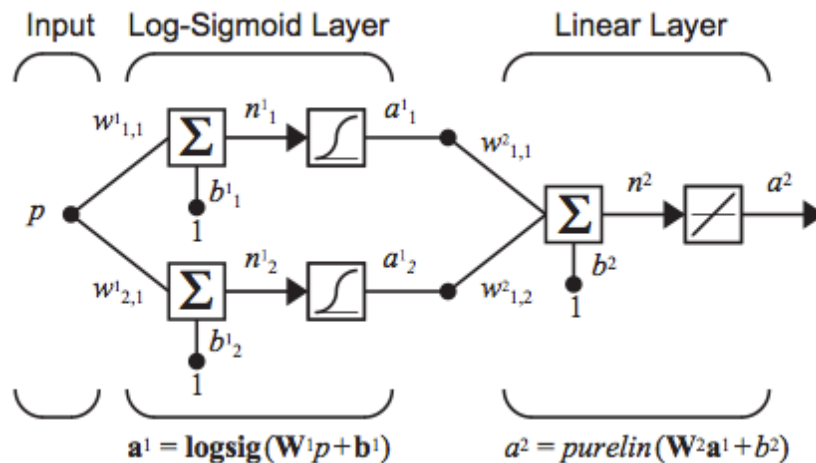 Input Log-Sigmoid Layer Linear Layer
w¹₁,₁ n¹₁ a¹₁ w²₁,₁
b¹₁
1
p Σ n² a²
w¹₂,₁ n¹₂ a¹₂ w²₁,₂
b²
1
b¹₂
1
a¹ = logsig(W¹p+b¹) a² = purelin(W²a¹+b²)